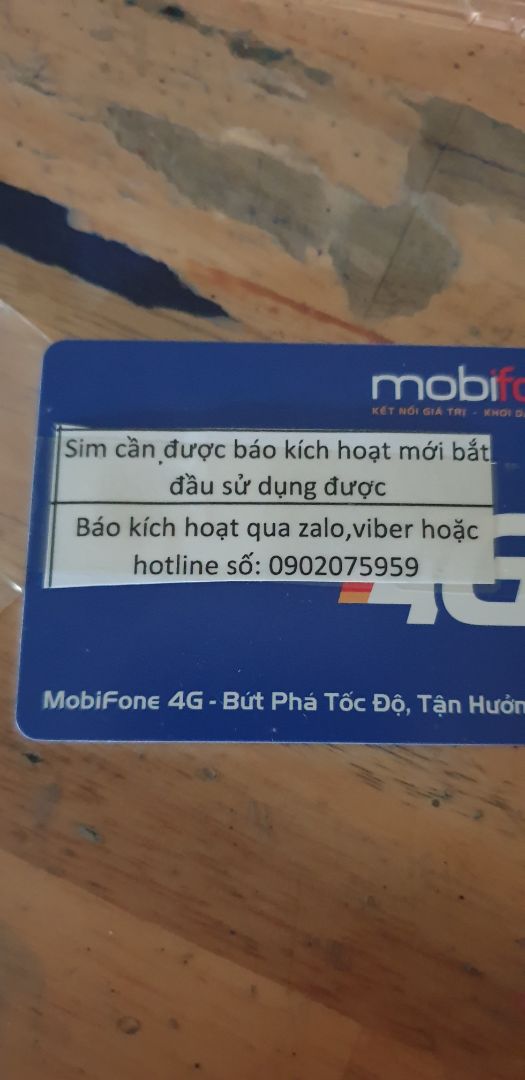 mobifo
KẾT NỐI GIÁ TRỊ - KHƠI D
Sim cần được báo kích hoạt mới bắt
đầu sử dụng được
Báo kích hoạt qua zalo,viber hoặc
hotline số: 0902075959
4G
MobiFone 4G - Bứt Phá Tốc Độ, Tận Hưởn